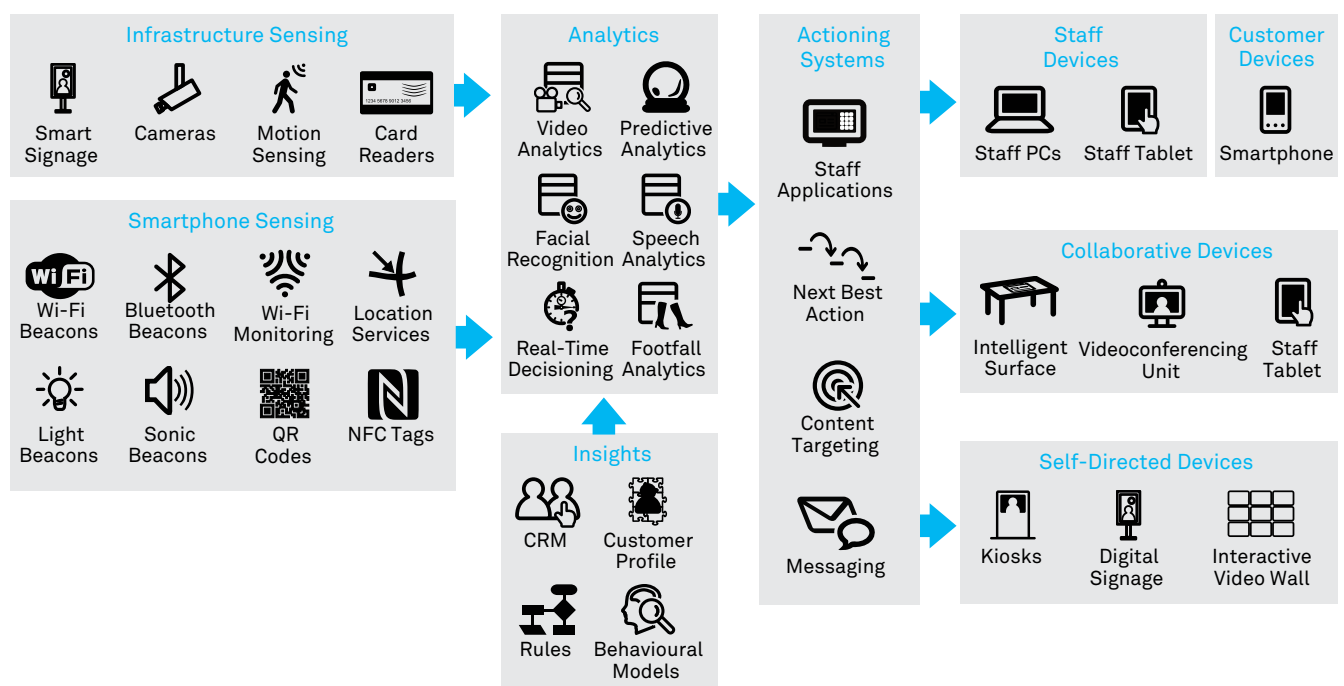 Infrastructure Sensing
Smart
Signage
Cameras
Motion
Sensing
1234 5678 9012 3456
Card
Readers
Smartphone Sensing
Wi Fi
Wi-Fi
Beacons
Bluetooth
Beacons
Wi-Fi
Monitoring
Location
Services
Light
Beacons
Sonic
Beacons
QR
Codes
NFC Tags
Analytics
Video
Analytics
Predictive
Analytics
Facial
Recognition
Speech
Analytics
Real-Time
Decisioning
Footfall
Analytics
Insights
CRM
Customer
Profile
Rules
Behavioural
Models
Actioning
Systems
Staff
Applications
Next Best
Action
Content
Targeting
Messaging
Staff
Devices
Staff PCs
Staff Tablet
Customer
Devices
Smartphone
Collaborative Devices
Intelligent
Surface
Videoconferencing
Unit
Staff
Tablet
Self-Directed Devices
Kiosks
Digital
Signage
Interactive
Video Wall